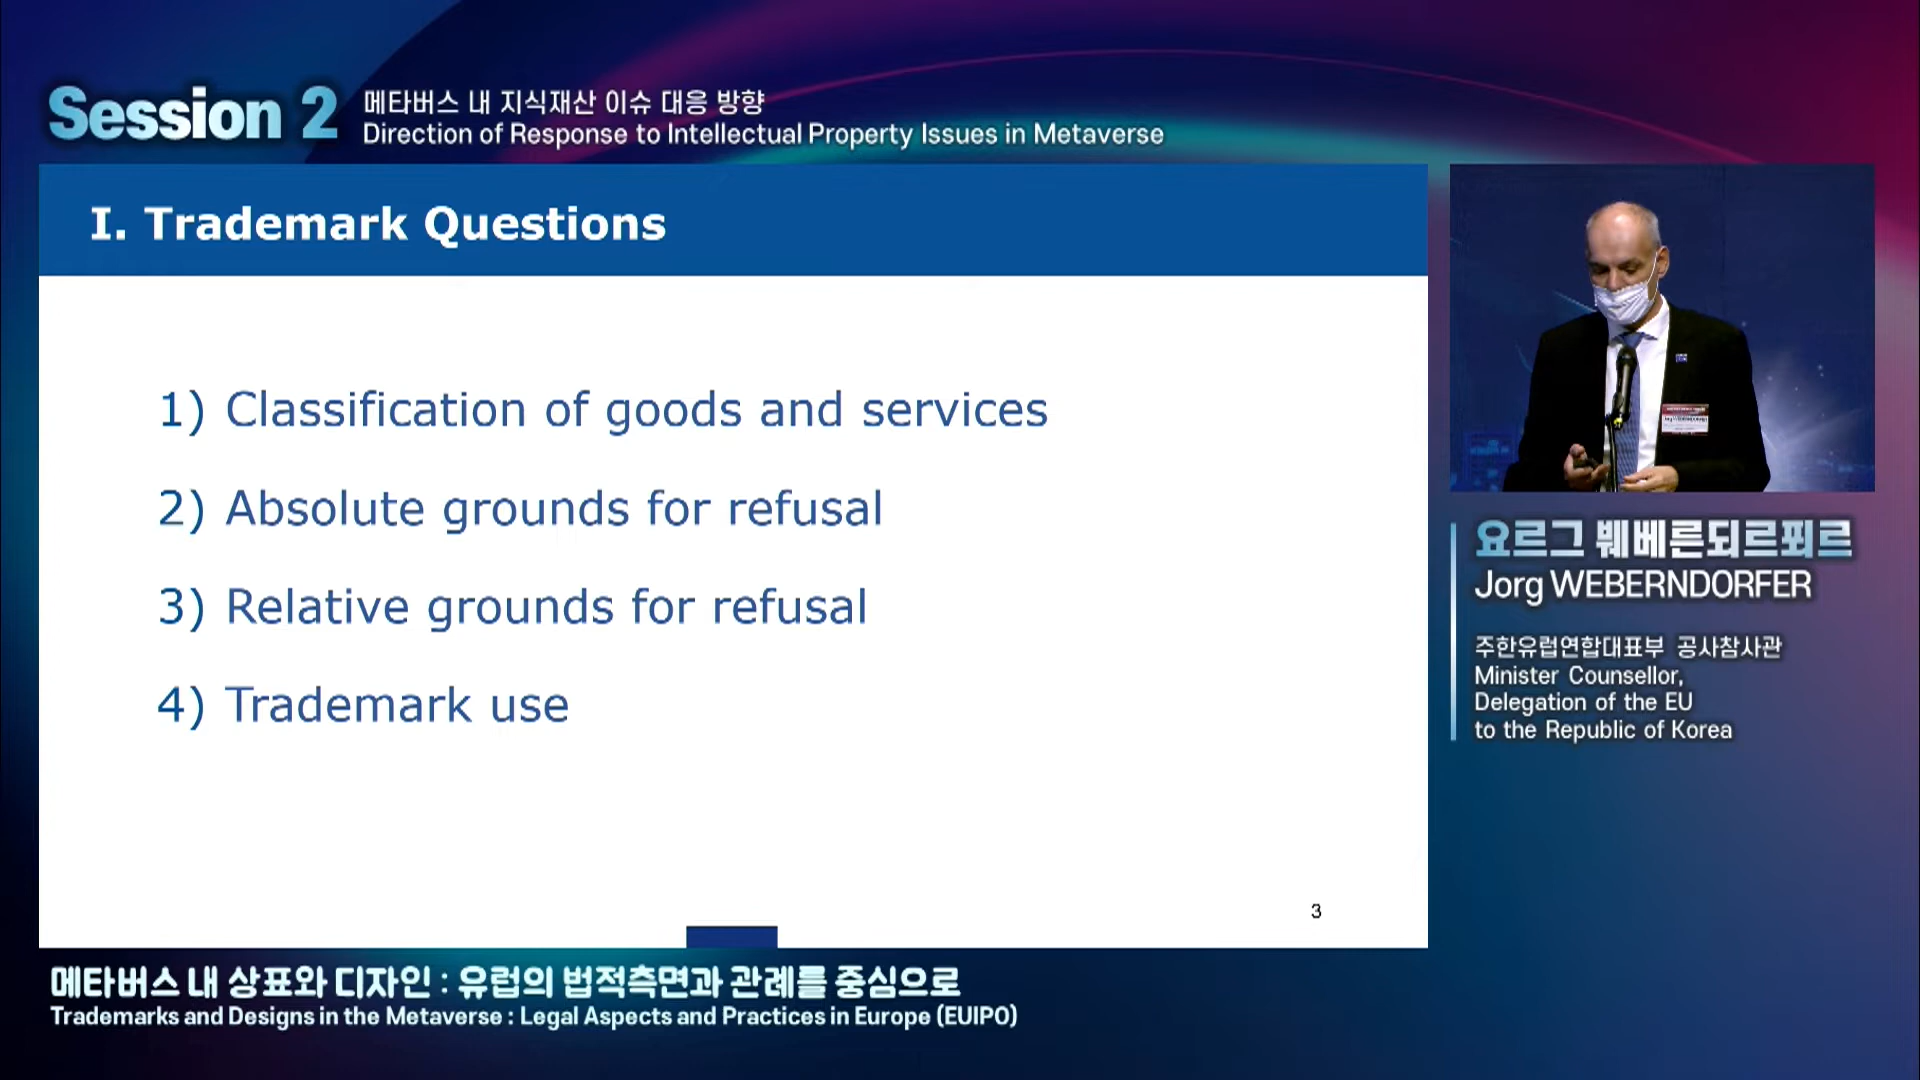 Session 2
메타버스 내 지식재산 이슈 대응 방향
Direction of Response to Intellectual Property Issues in Metaverse
I. Trademark Questions
1) Classification of goods and services
2) Absolute grounds for refusal
3) Relative grounds for refusal
4) Trademark use
3
요르그 붸베른되르푀르
Jorg WEBERNDORFER
주한유럽연합대표부 공사참사관
Minister Counsellor,
Delegation of the EU
to the Republic of Korea
메타버스 내 상표와 디자인 : 유럽의 법적측면과 관례를 중심으로
Trademarks and Designs in the Metaverse : Legal Aspects and Practices in Europe (EUIPO)